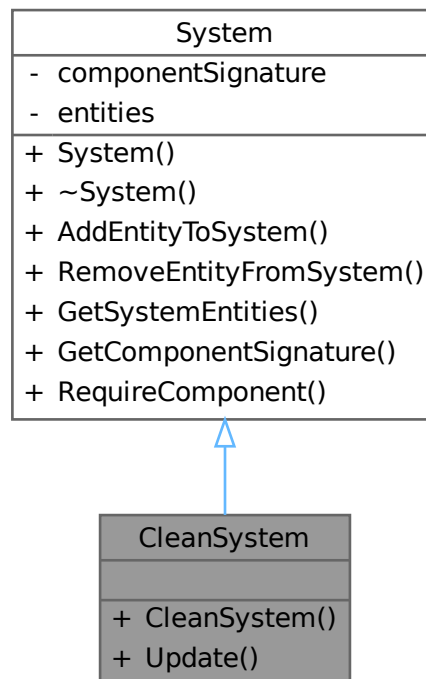 System
- componentSignature
- entities
+ System()
+ ~System()
+ AddEntityToSystem()
+ RemoveEntityFromSystem()
+ GetSystemEntities()
+ GetComponentSignature()
+ RequireComponent()
CleanSystem
+ CleanSystem()
+ Update()